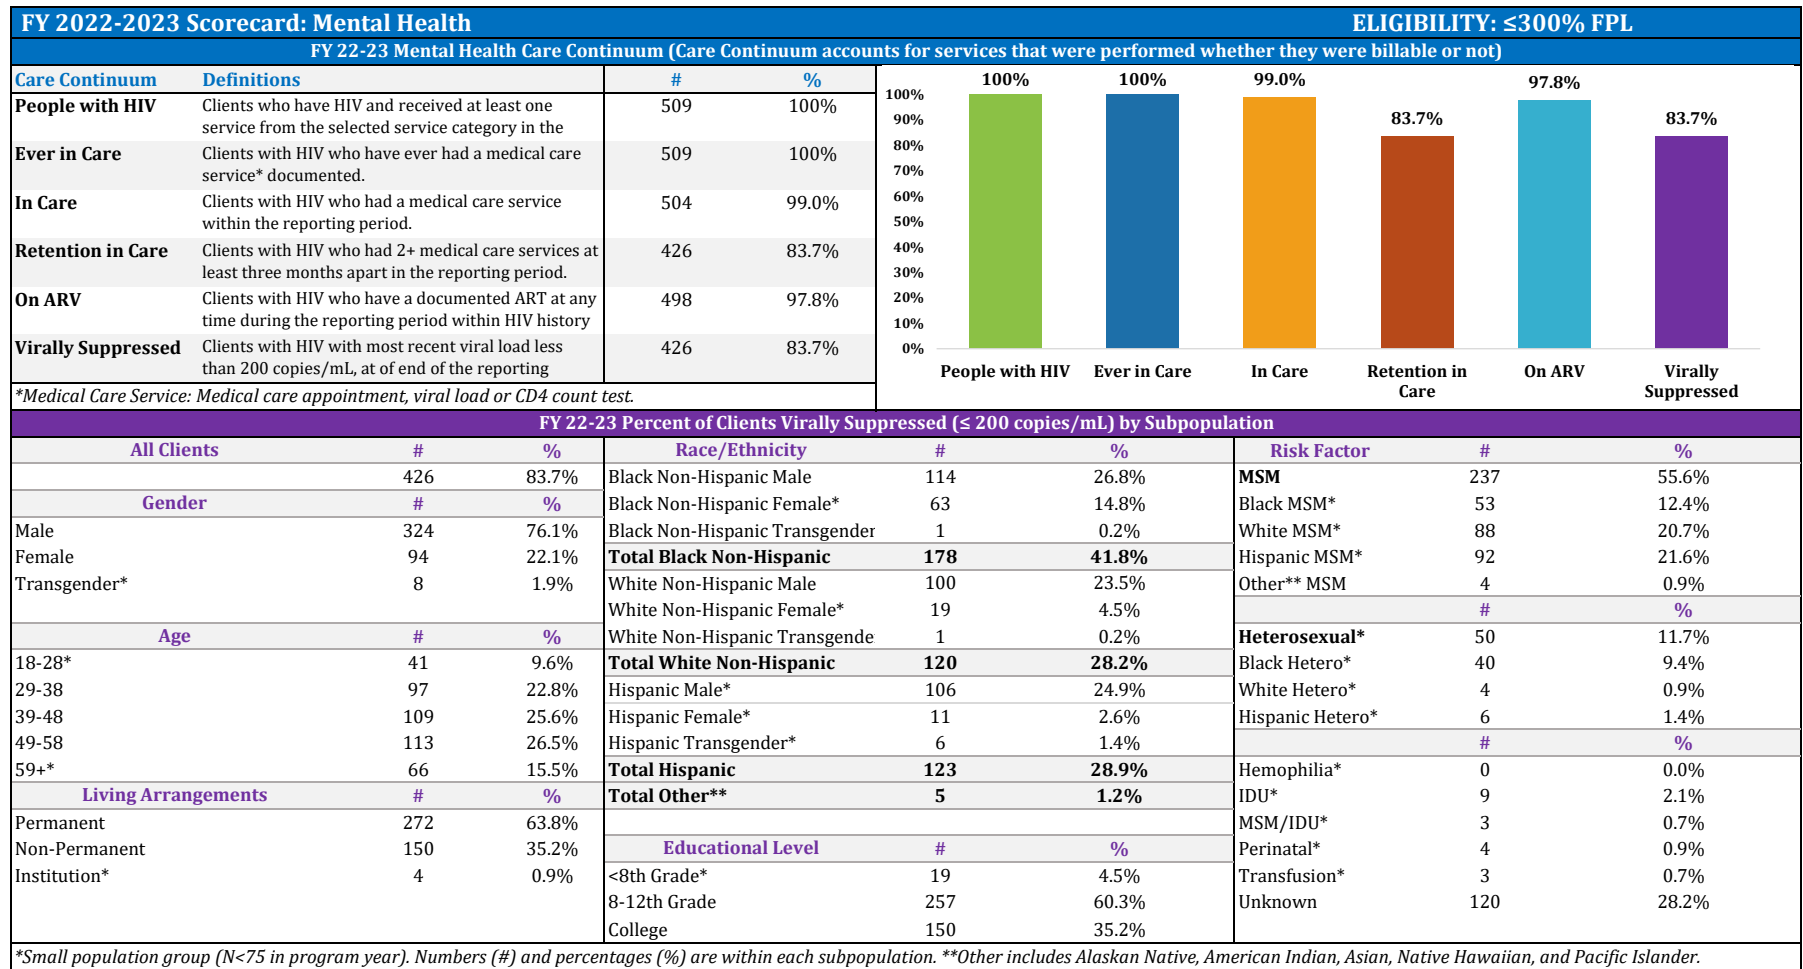 FY 2022-2023 Scorecard: Mental Health ELIGIBILITY: ≤300% FPL
FY 22-23 Mental Health Care Continuum (Care Continuum accounts for services that were performed whether they were billable or not)
Care Continuum Definitions # %
People with HIV Clients who have HIV and received at least one 509 100%
service from the selected service category in the
Ever in Care Clients with HIV who have ever had a medical care 509 100%
service* documented.
In Care Clients with HIV who had a medical care service 504 99.0%
within the reporting period.
Retention in Care Clients with HIV who had 2+ medical care services at 426 83.7%
least three months apart in the reporting period.
On ARV Clients with HIV who have a documented ART at any 498 97.8%
time during the reporting period within HIV history
Virally Suppressed Clients with HIV with most recent viral load less 426 83.7%
than 200 copies/mL, at of end of the reporting
*Medical Care Service: Medical care appointment, viral load or CD4 count test.
100% 100% 99.0% 83.7% 97.8% 83.7%
100%
90%
80%
70%
60%
50%
40%
30%
20%
10%
0%
People with HIV Ever in Care In Care Retention in On ARV Virally
Care Suppressed
FY 22-23 Percent of Clients Virally Suppressed (≤ 200 copies/mL) by Subpopulation
All Clients # %
426 83.7%
Gender # %
Male 324 76.1%
Female 94 22.1%
Transgender* 8 1.9%
Age # %
18-28* 41 9.6%
29-38 97 22.8%
39-48 109 25.6%
49-58 113 26.5%
59+* 66 15.5%
Living Arrangements # %
Permanent 272 63.8%
Non-Permanent 150 35.2%
Institution* 4 0.9%
Race/Ethnicity # %
Black Non-Hispanic Male 114 26.8%
Black Non-Hispanic Female* 63 14.8%
Black Non-Hispanic Transgender 1 0.2%
Total Black Non-Hispanic 178 41.8%
White Non-Hispanic Male 100 23.5%
White Non-Hispanic Female* 19 4.5%
White Non-Hispanic Transgende 1 0.2%
Total White Non-Hispanic 120 28.2%
Hispanic Male* 106 24.9%
Hispanic Female* 11 2.6%
Hispanic Transgender* 6 1.4%
Total Hispanic 123 28.9%
Total Other** 5 1.2%
Educational Level # %
<8th Grade* 19 4.5%
8-12th Grade 257 60.3%
College 150 35.2%
Risk Factor # %
MSM 237 55.6%
Black MSM* 53 12.4%
White MSM* 88 20.7%
Hispanic MSM* 92 21.6%
Other** MSM 4 0.9%
# %
Heterosexual* 50 11.7%
Black Hetero* 40 9.4%
White Hetero* 4 0.9%
Hispanic Hetero* 6 1.4%
# %
Hemophilia* 0 0.0%
IDU* 9 2.1%
MSM/IDU* 3 0.7%
Perinatal* 4 0.9%
Transfusion* 3 0.7%
Unknown 120 28.2%
*Small population group (N<75 in program year). Numbers (#) and percentages (%) are within each subpopulation. **Other includes Alaskan Native, American Indian, Asian, Native Hawaiian, and Pacific Islander.